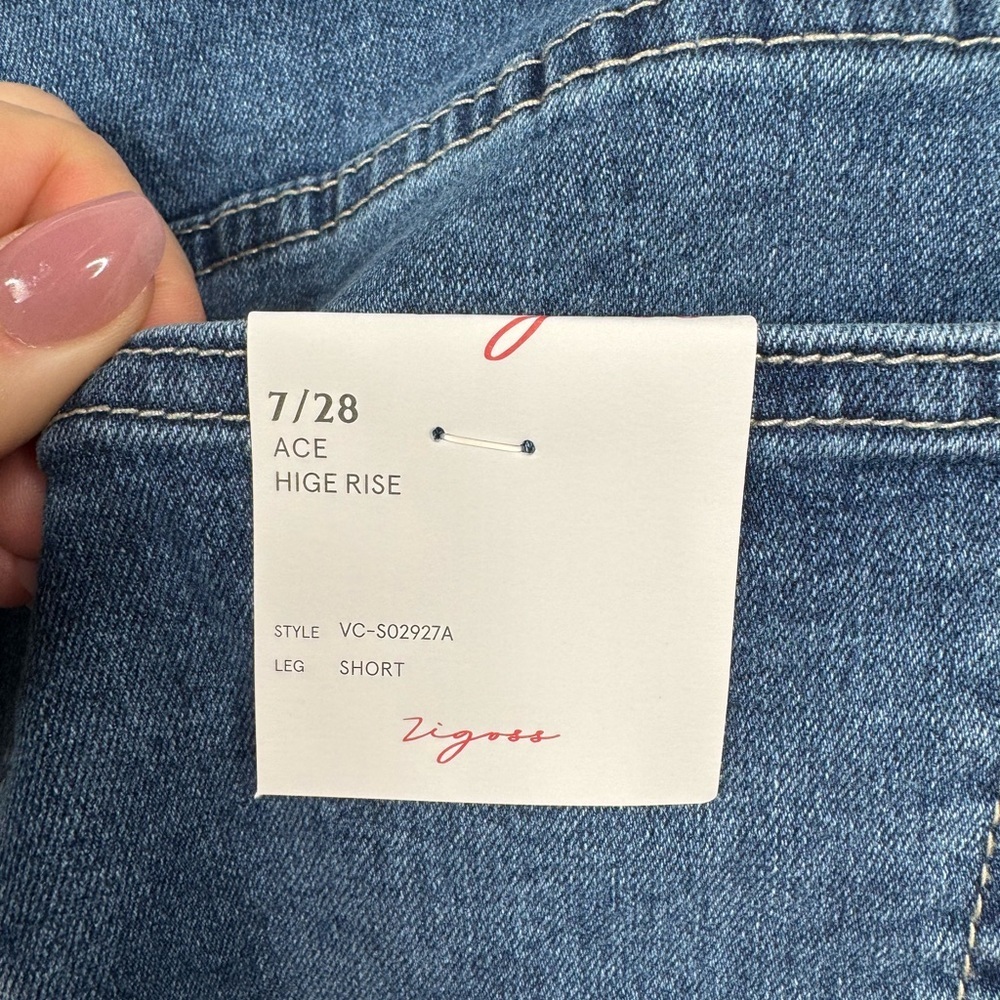 7/28
ACE
HIGE RISE
STYLE VC-S02927A
LEG SHORT
Zigoss